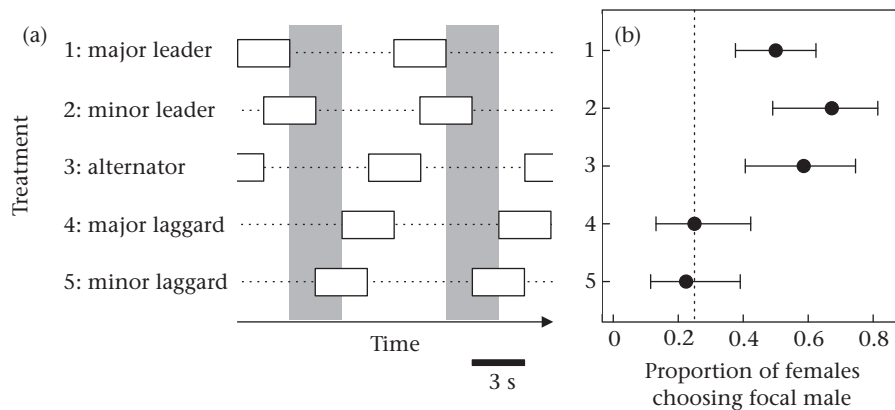 (a)
Treatment
1: major leader
2: minor leader
3: alternator
4: major laggard
5: minor laggard
Time
3 s
(b)
1
2
3
4
5
0 0.2 0.4 0.6 0.8
Proportion of females
choosing focal male